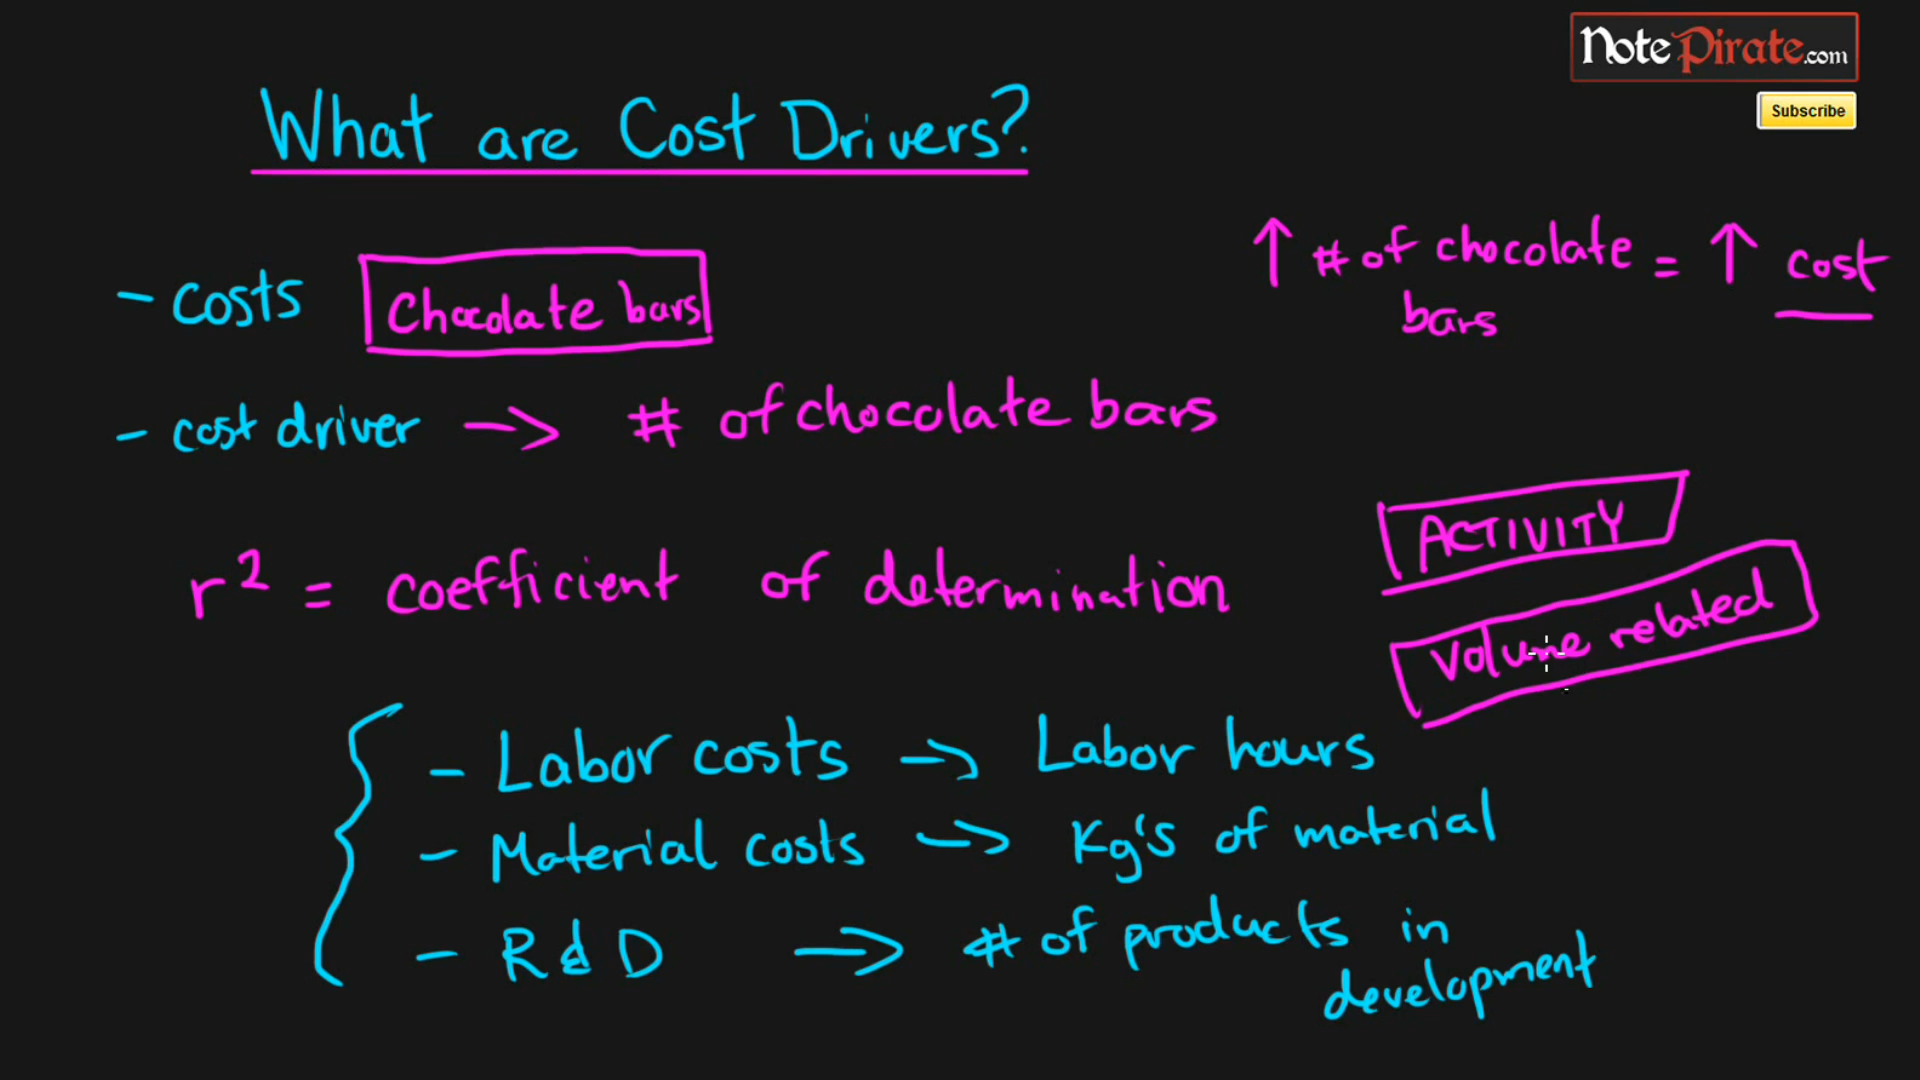 NotePirate.com
Subscribe
What are Cost Drivers?
↑ # of chocolate = ↑ cost
bars
- costs Chocolate bars
- cost driver → # of chocolate bars
ACTIVITY
r² = coefficient of determination
Volume related
- Labor costs → Labor hours
- Material costs → Kg's of material
- R & D → # of products in
development